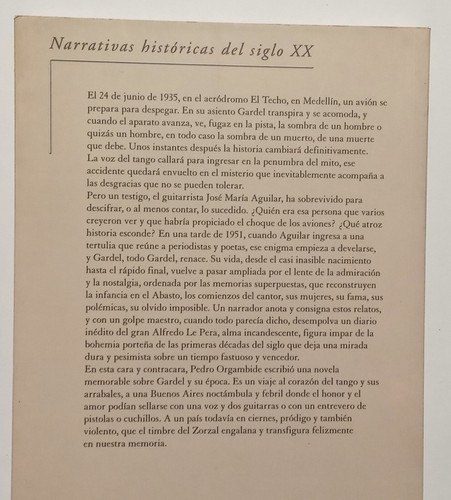 Narrativas históricas del siglo XX
El 24 de junio de 1935, en el aeródromo El Techo, en Medellín, un avión se
prepara para despegar. En su asiento Gardel transpira y se acomoda, y
cuando el aparato avanza, ve, fugaz en la pista, la sombra de un hombre o
quizás un hombre, en todo caso la sombra de un muerto, de una muerte
que debe. Unos instantes después la historia cambiará definitivamente.
La voz del tango callará para ingresar en la penumbra del mito, ese
accidente quedará envuelto en el misterio que inevitablemente acompaña a
las desgracias que no se pueden tolerar.
Pero un testigo, el guitarrista José María Aguilar, ha sobrevivido para
descifrar, o al menos contar, lo sucedido. ¿Quién era esa persona que varios
creyeron ver y que habría propiciado el choque de los aviones? ¿Qué atroz
historia esconde? En una tarde de 1951, cuando Aguilar ingresa a una
tertulia que reúne a periodistas y poetas, ese enigma empieza a develarse,
y Gardel, todo Gardel, renace. Su vida, desde el casi inasible nacimiento
hasta el rápido final, vuelve a pasar ampliada por el lente de la admiración
y la nostalgia, ordenada por las memorias superpuestas, que reconstruyen
la infancia en el Abasto, los comienzos del cantor, sus mujeres, su fama, sus
polémicas, su olvido imposible. Un narrador anota y consigna estos relatos,
y con un golpe maestro, cuando todo parecía dicho, desempolva un diario
inédito del gran Alfredo Le Pera, alma incandescente, figura impar de la
bohemia porteña de las primeras décadas del siglo que deja una mirada
dura y pesimista sobre un tiempo fastuoso y vencedor.
En esta cara y contracara, Pedro Orgambide escribió una novela
memorable sobre Gardel y su época. Es un viaje al corazón del tango y sus
arrabales, a una Buenos Aires noctámbula y febril donde el honor y el
amor podían sellarse con una voz y dos guitarras o con un entrevero de
pistolas o cuchillos. A un país todavía en ciernes, pródigo y también
violento, que el timbre del Zorzal engalana y transfigura felizmente
en nuestra memoria.